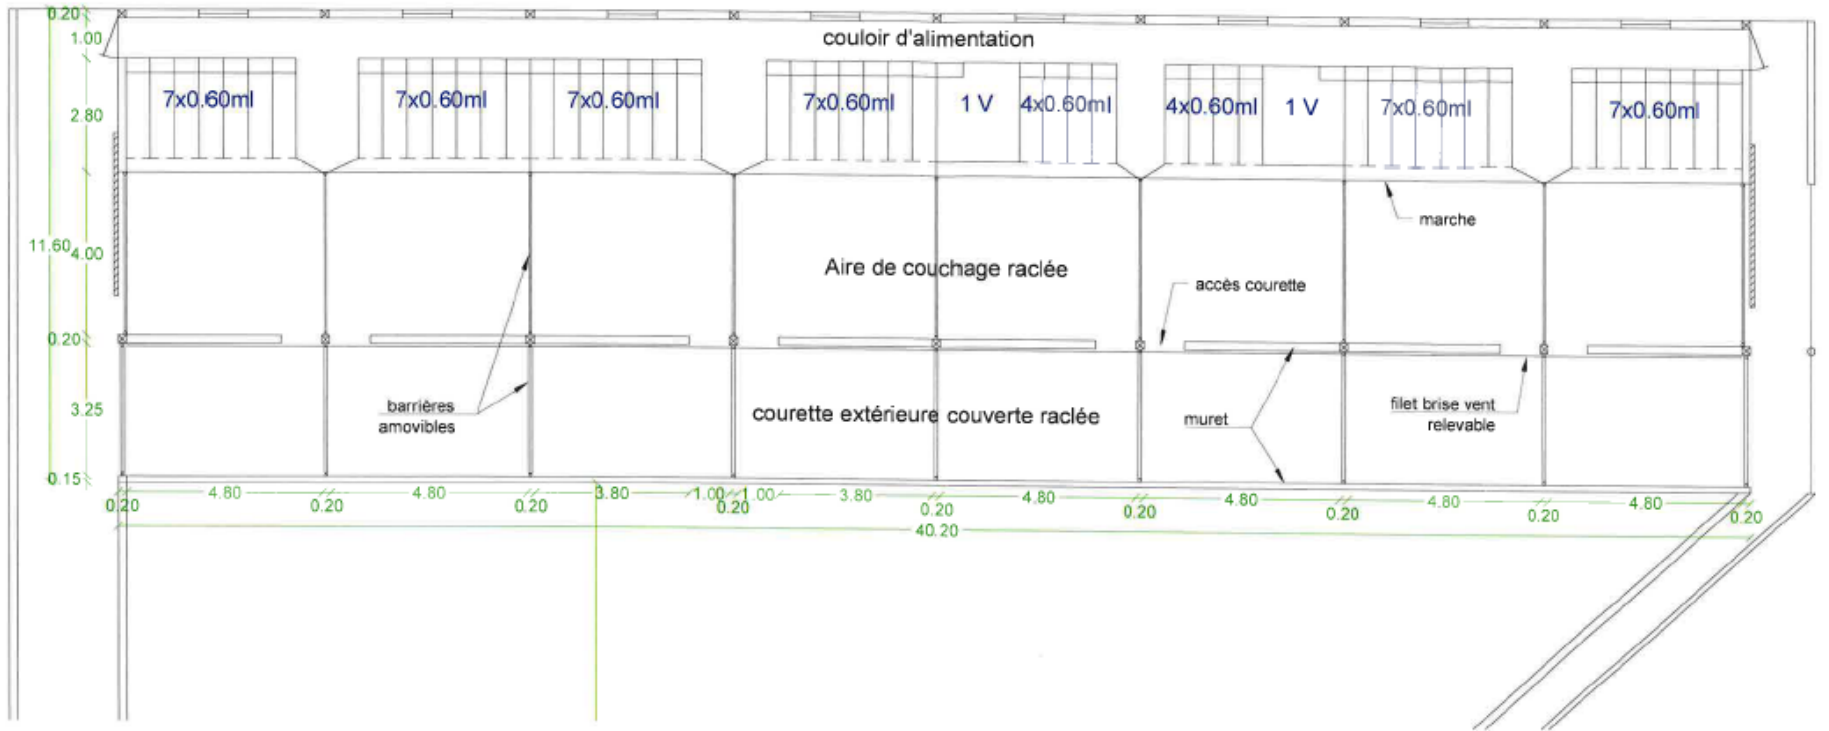 0.20
1.00
couloir d'alimentation
7x0.60ml
7x0.60ml
7x0.60ml
7x0.60ml
1 V
4x0.60ml
4x0.60ml
1 V
7x0.60ml
7x0.60ml
2.80
marche
11.60
4.00
Aire de couchage raclée
accès courette
0.20
3.25
barrières
amovibles
courette extérieure couverte raclée
muret
filet brise vent
relevable
0.15
4.80
4.80
3.80
1.00
1.00
3.80
4.80
4.80
4.80
4.80
0.20
0.20
0.20
0.20
0.20
0.20
0.20
0.20
0.20
40.20